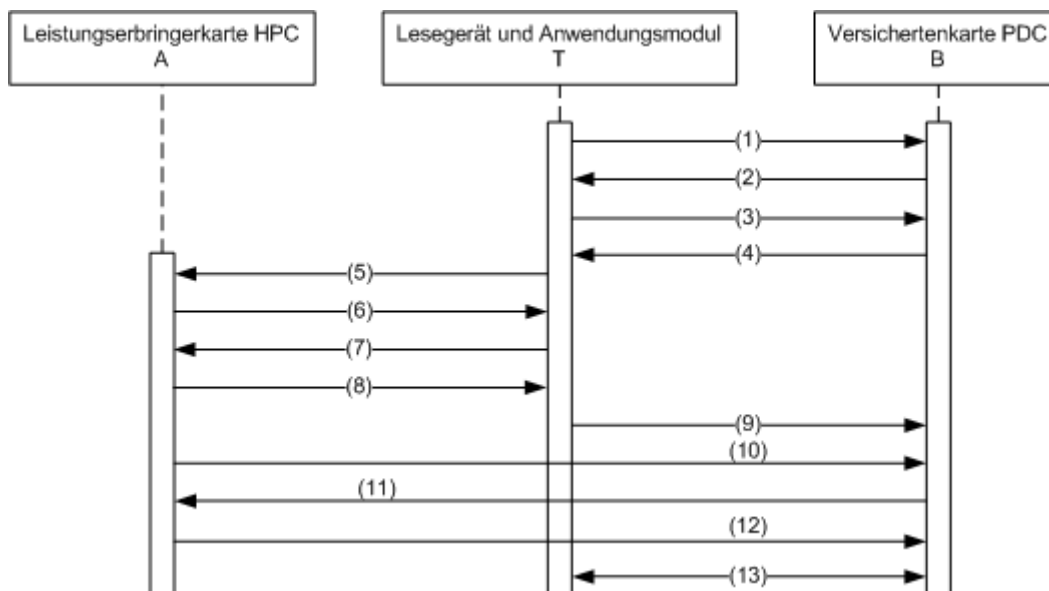 Leistungserbringerkarte HPC
A
Lesegerät und Anwendungsmodul
T
Versichertenkarte PDC
B
(1)
(2)
(3)
(4)
(5)
(6)
(7)
(8)
(9)
(10)
(11)
(12)
(13)